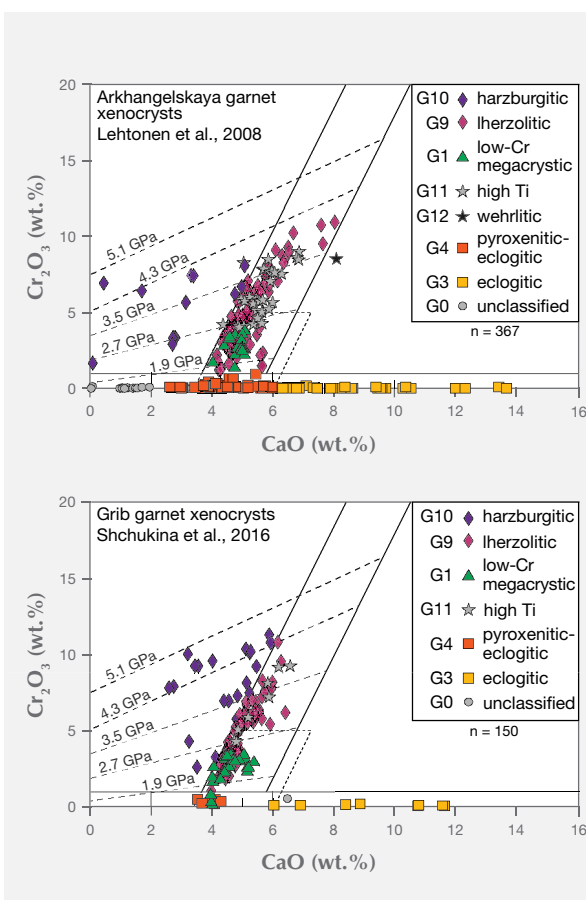 Arkhangelskaya garnet
xenocrysts
Lehtonen et al., 2008
G10 harzburgitic
G9 lherzolitic
G1 low-Cr
megacrystic
G11 high Ti
G12 wehrlitic
G4 pyroxenitic-
eclogitic
G3 eclogitic
G0 unclassified
n = 367
5.1 GPa
4.3 GPa
3.5 GPa
2.7 GPa
1.9 GPa
Cr₂O₃ (wt.%)
20
15
10
5
0
0 2 4 6 8 10 12 14 16
CaO (wt.%)
Grib garnet xenocrysts
Shchukina et al., 2016
G10 harzburgitic
G9 lherzolitic
G1 low-Cr
megacrystic
G11 high Ti
G4 pyroxenitic-
eclogitic
G3 eclogitic
G0 unclassified
n = 150
5.1 GPa
4.3 GPa
3.5 GPa
2.7 GPa
1.9 GPa
Cr₂O₃ (wt.%)
20
15
10
5
0
0 2 4 6 8 10 12 14 16
CaO (wt.%)